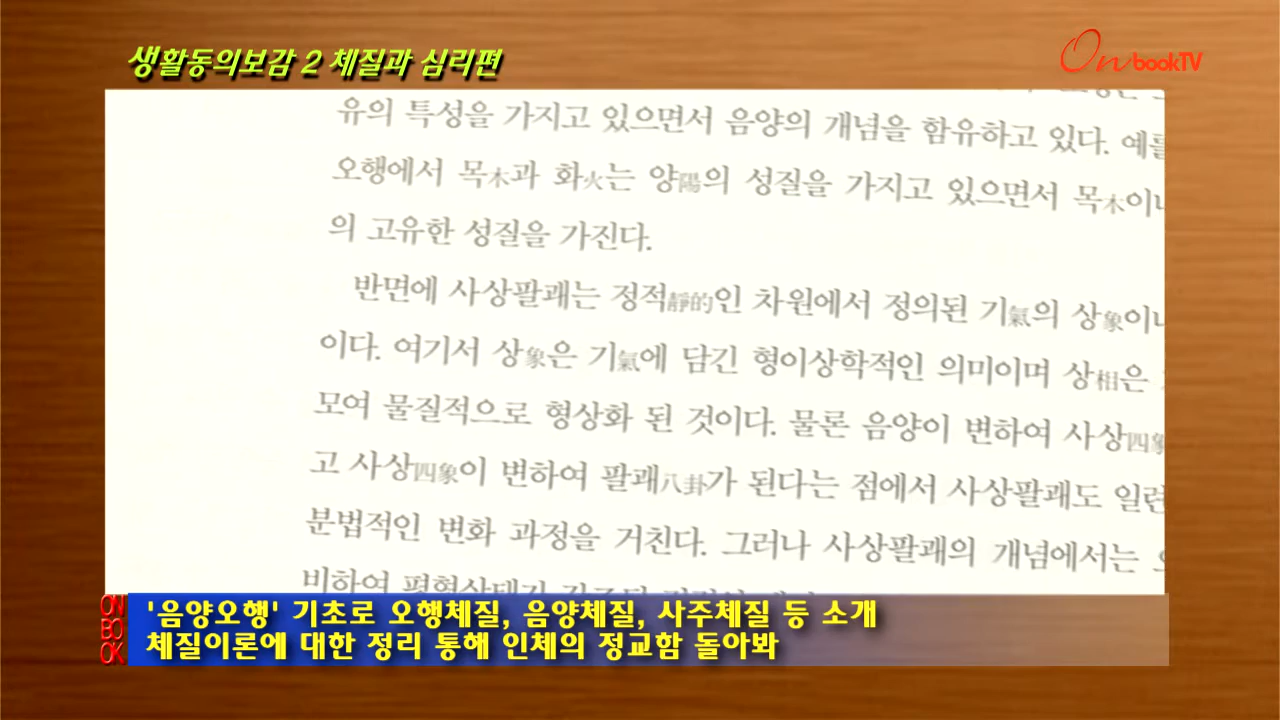 생활동의보감 2 체질과 심리편
On bookTV
유의 특성을 가지고 있으면서 음양의 개념을 함유하고 있다. 예를
오행에서 목木과 화火는 양陽의 성질을 가지고 있으면서 목木이나
의 고유한 성질을 가진다.
반면에 사상팔괘는 정적靜的인 차원에서 정의된 기氣의 상象이나
이다. 여기서 상象은 기氣에 담긴 형이상학적인 의미이며 상相은
모여 물질적으로 형상화 된 것이다. 물론 음양이 변하여 사상四象
고 사상四象이 변하여 팔괘八卦가 된다는 점에서 사상팔괘도 일련
분법적인 변화 과정을 거친다. 그러나 사상팔괘의 개념에서는
비하여
ON
BO
OK
'음양오행' 기초로 오행체질, 음양체질, 사주체질 등 소개
체질이론에 대한 정리 통해 인체의 정교함 돌아봐